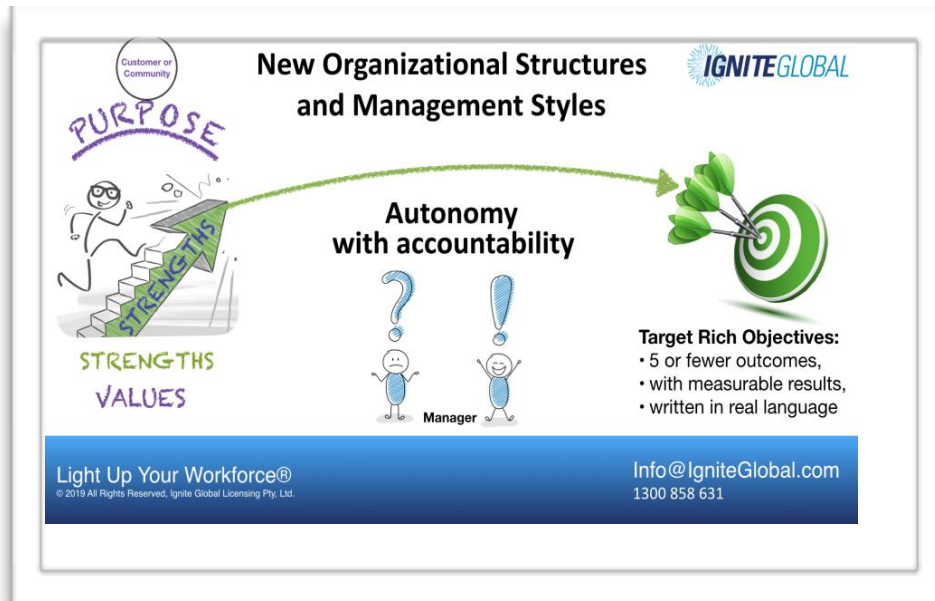 Customer or
Community
PURPOSE
New Organizational Structures
and Management Styles
IGNITEGLOBAL
STRENGTHS
STRENGTHS
VALUES
Autonomy
with accountability
?
!
Manager
Target Rich Objectives:
• 5 or fewer outcomes,
• with measurable results,
• written in real language
Light Up Your Workforce®
© 2019 All Rights Reserved, Ignite Global Licensing Pty, Ltd.
Info@IgniteGlobal.com
1300 858 631